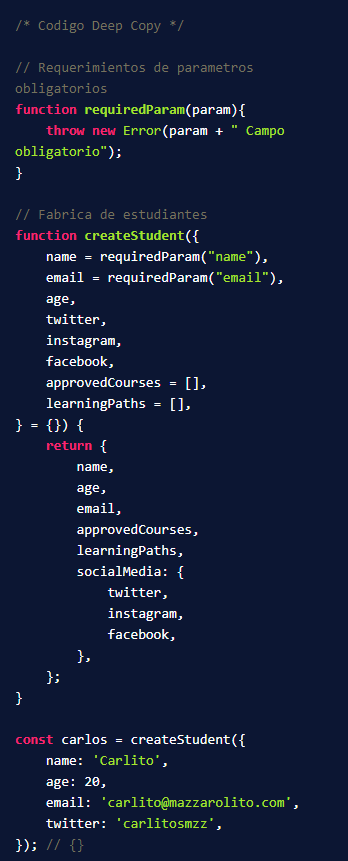 /* Codigo Deep Copy */

// Requerimientos de parametros
obligatorios
function requiredParam(param){
    throw new Error(param + " Campo
obligatorio");
}

// Fabrica de estudiantes
function createStudent({
    name = requiredParam("name"),
    email = requiredParam("email"),
    age,
    twitter,
    instagram,
    facebook,
    approvedCourses = [],
    learningPaths = [],
} = {}) {
    return {
        name,
        age,
        email,
        approvedCourses,
        learningPaths,
        socialMedia: {
            twitter,
            instagram,
            facebook,
        },
    };
}

const carlos = createStudent({
    name: 'Carlito',
    age: 20,
    email: 'carlito@mazzarolito.com',
    twitter: 'carlitosmzz',
}); // {}